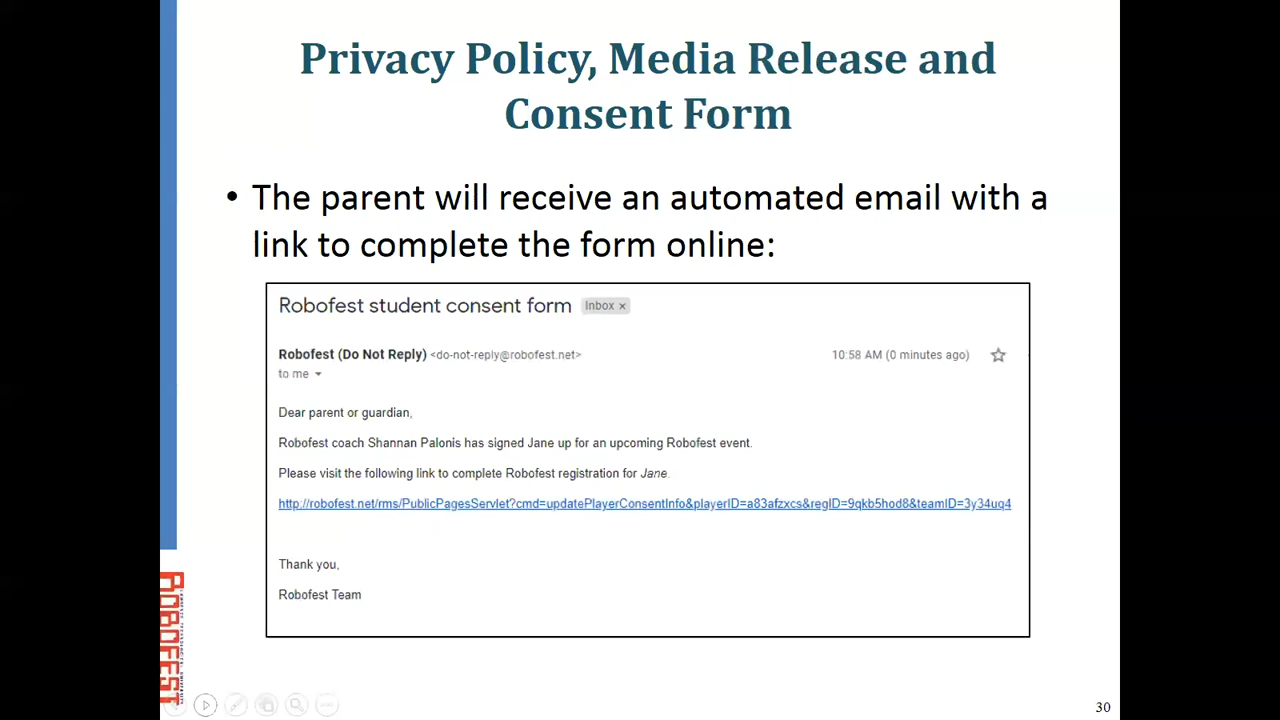 Privacy Policy, Media Release and
Consent Form
• The parent will receive an automated email with a
link to complete the form online:
Robofest student consent form Inbox ×
Robofest (Do Not Reply) <do-not-reply@robofest.net> 10:58 AM (0 minutes ago)
to me
Dear parent or guardian,
Robofest coach Shannan Palonis has signed Jane up for an upcoming Robofest event.
Please visit the following link to complete Robofest registration for Jane.
http://robofest.net/rms/PublicPagesServlet?cmd=updatePlayerConsentInfo&playerID=a83afzxcs&regID=9qkb5hod8&teamID=3y34uq4
Thank you,
Robofest Team
ROBOFEST
LAWRENCE TECHNOLOGICAL UNIVERSITY
30